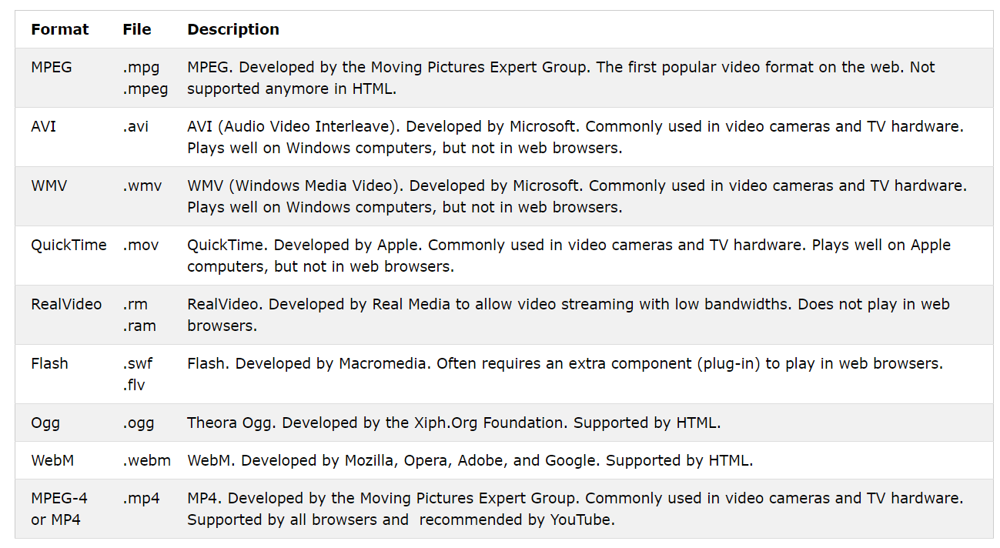 Format File Description
MPEG .mpg MPEG. Developed by the Moving Pictures Expert Group. The first popular video format on the web. Not
.mpeg supported anymore in HTML.
AVI .avi AVI (Audio Video Interleave). Developed by Microsoft. Commonly used in video cameras and TV hardware.
Plays well on Windows computers, but not in web browsers.
WMV .wmv WMV (Windows Media Video). Developed by Microsoft. Commonly used in video cameras and TV hardware.
Plays well on Windows computers, but not in web browsers.
QuickTime .mov QuickTime. Developed by Apple. Commonly used in video cameras and TV hardware. Plays well on Apple
computers, but not in web browsers.
RealVideo .rm RealVideo. Developed by Real Media to allow video streaming with low bandwidths. Does not play in web
.ram browsers.
Flash .swf Flash. Developed by Macromedia. Often requires an extra component (plug-in) to play in web browsers.
.flv
Ogg .ogg Theora Ogg. Developed by the Xiph.Org Foundation. Supported by HTML.
WebM .webm WebM. Developed by Mozilla, Opera, Adobe, and Google. Supported by HTML.
MPEG-4 .mp4 MP4. Developed by the Moving Pictures Expert Group. Commonly used in video cameras and TV hardware.
or MP4 Supported by all browsers and  recommended by YouTube.